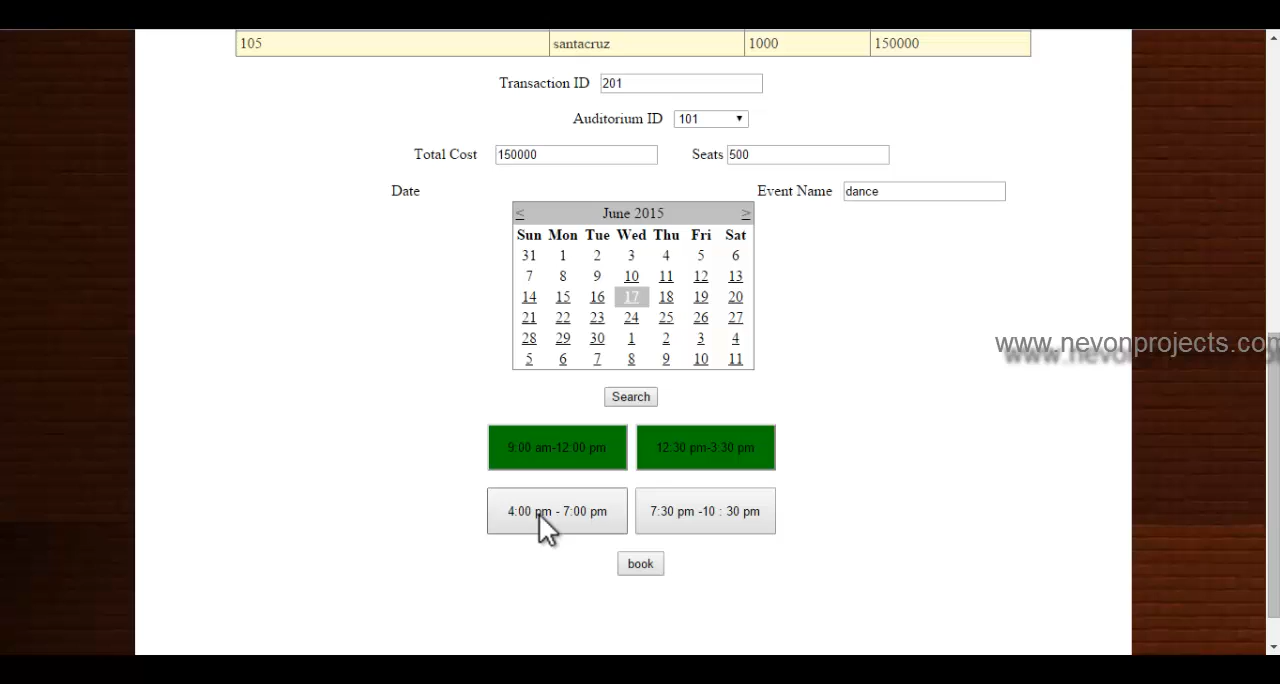 105 santacruz 1000 150000
Transaction ID 201
Auditorium ID 101
Total Cost 150000 Seats 500
Date Event Name dance
< June 2015 >
Sun Mon Tue Wed Thu Fri Sat
31 1 2 3 4 5 6
7 8 9 10 11 12 13
14 15 16 17 18 19 20
21 22 23 24 25 26 27
28 29 30 1 2 3 4
5 6 7 8 9 10 11
www.nevonprojects.com
Search
9:00 am-12:00 pm 12:30 pm-3:30 pm
4:00 pm - 7:00 pm 7:30 pm -10 : 30 pm
book